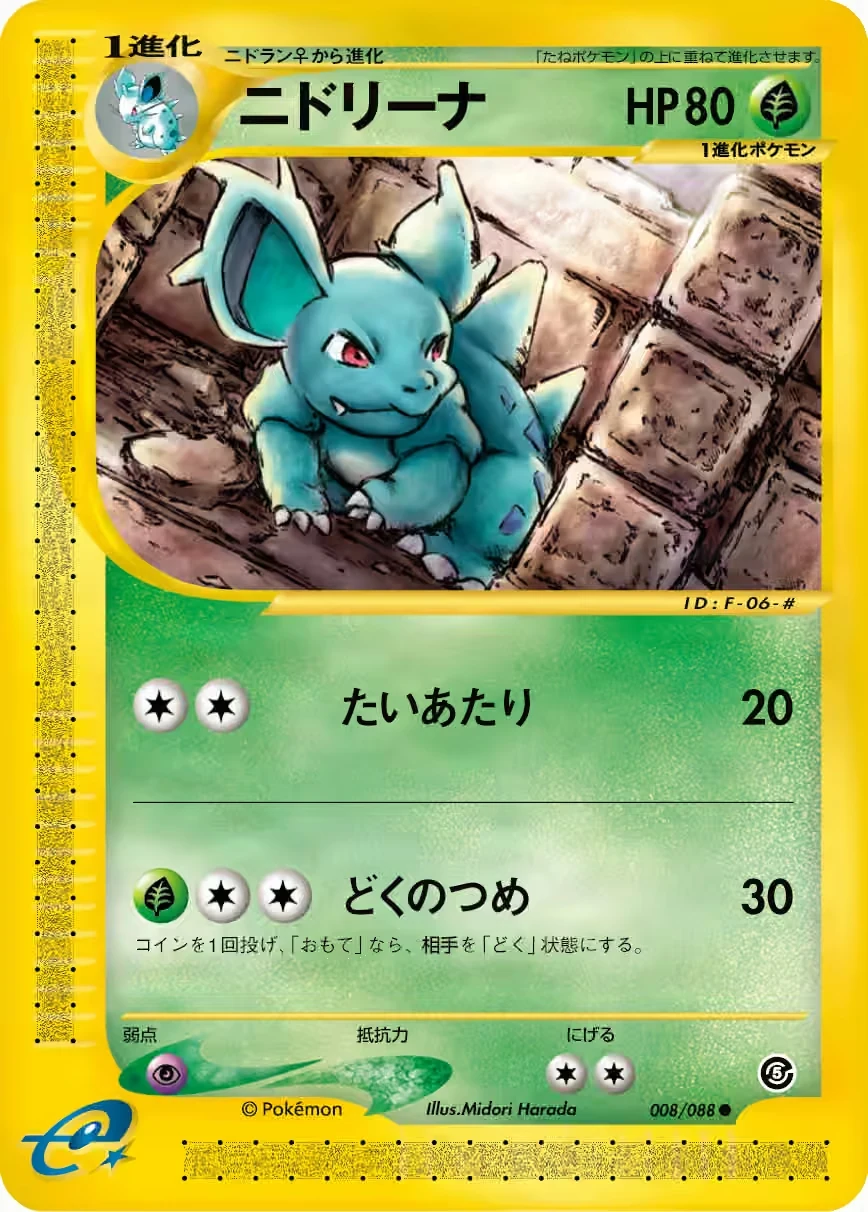 1進化
ニドラン♀から進化
「たねポケモン」の上に重ねて進化させます。
ニドリーナ
HP80
1進化ポケモン
ID:F-06-#
たいあたり 20
どくのつめ 30
コインを1回投げ、「おもて」なら、相手を「どく」状態にする。
弱点 抵抗力 にげる
5
© Pokémon Illus.Midori Harada 008/088●
e